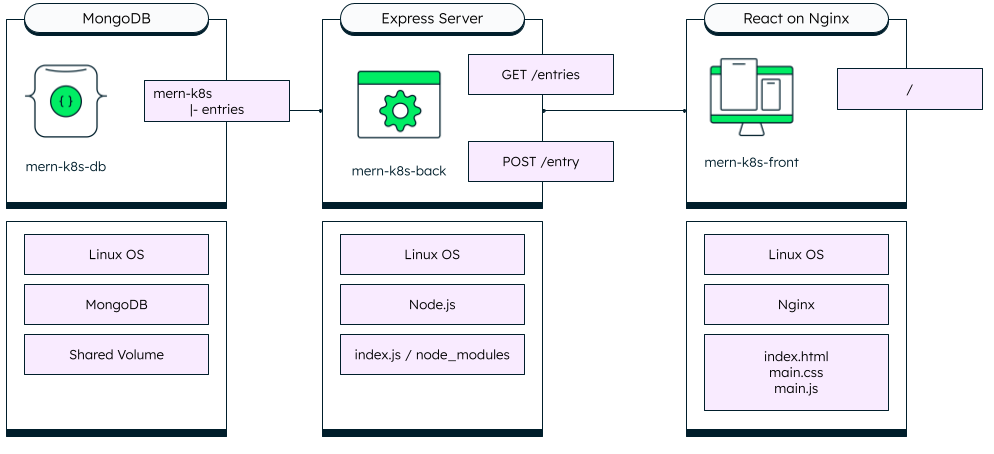 MongoDB
mern-k8s
|- entries
mern-k8s-db
Linux OS
MongoDB
Shared Volume
Express Server
GET /entries
POST /entry
mern-k8s-back
Linux OS
Node.js
index.js / node_modules
React on Nginx
/
mern-k8s-front
Linux OS
Nginx
index.html
main.css
main.js